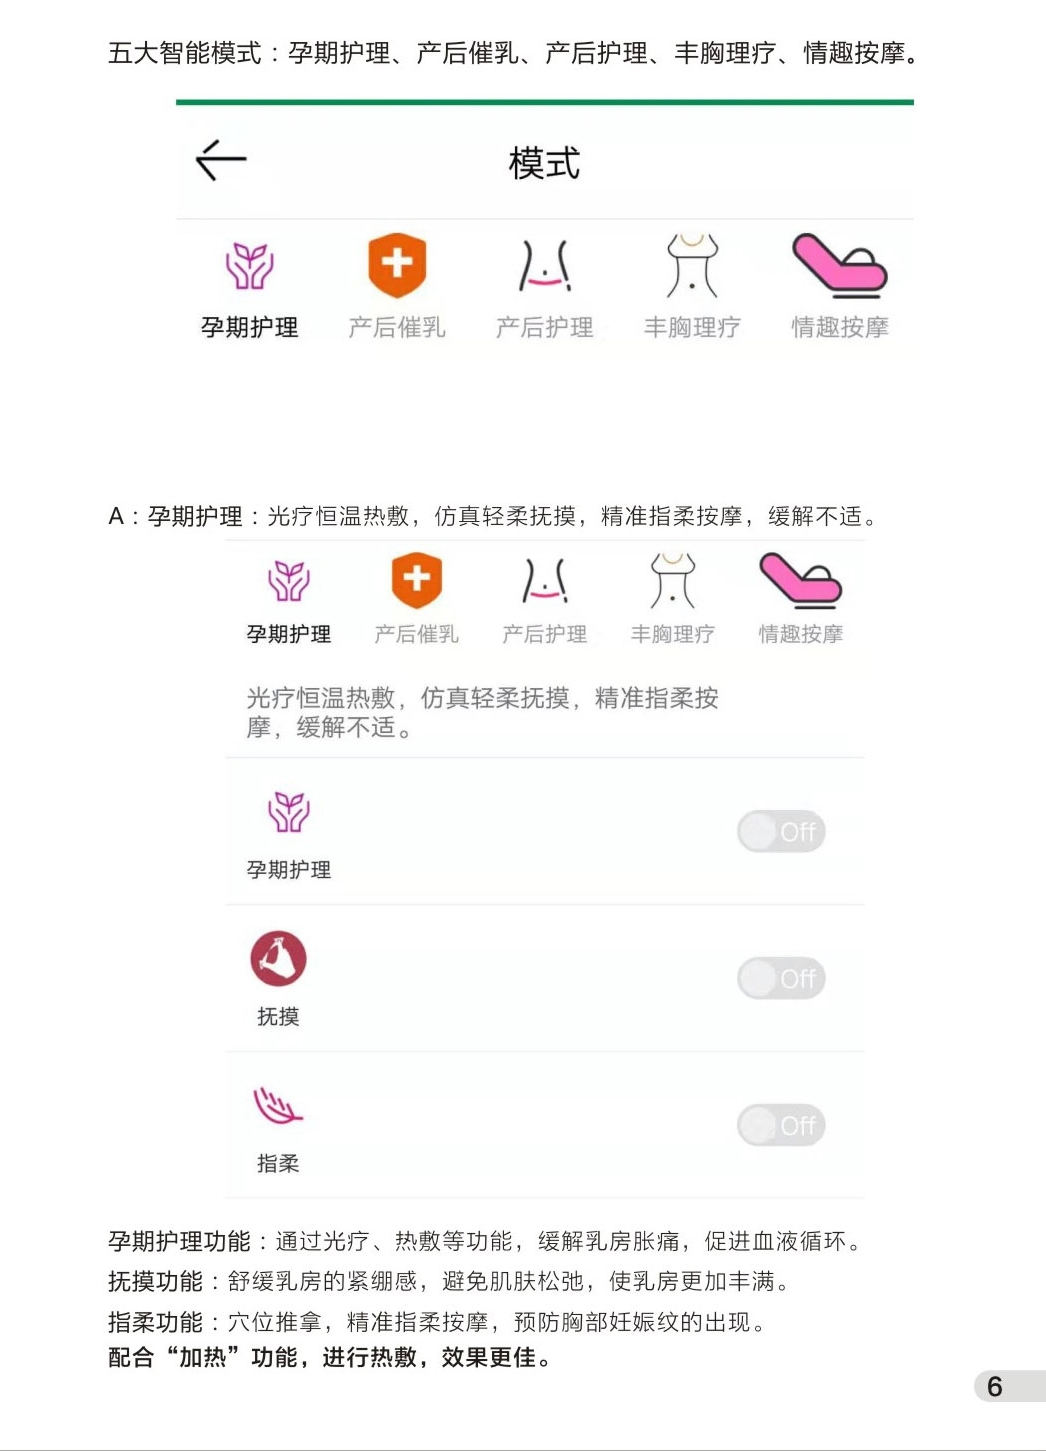 五大智能模式：孕期护理、产后催乳、产后护理、丰胸理疗、情趣按摩。
模式
孕期护理 产后催乳 产后护理 丰胸理疗 情趣按摩
A：孕期护理：光疗恒温热敷，仿真轻柔抚摸，精准指柔按摩，缓解不适。
孕期护理 产后催乳 产后护理 丰胸理疗 情趣按摩
光疗恒温热敷，仿真轻柔抚摸，精准指柔按
摩，缓解不适。
Off
孕期护理
Off
抚摸
Off
指柔
孕期护理功能：通过光疗、热敷等功能，缓解乳房胀痛，促进血液循环。
抚摸功能：舒缓乳房的紧绷感，避免肌肤松弛，使乳房更加丰满。
指柔功能：穴位推拿，精准指柔按摩，预防胸部妊娠纹的出现。
配合“加热”功能，进行热敷，效果更佳。
6